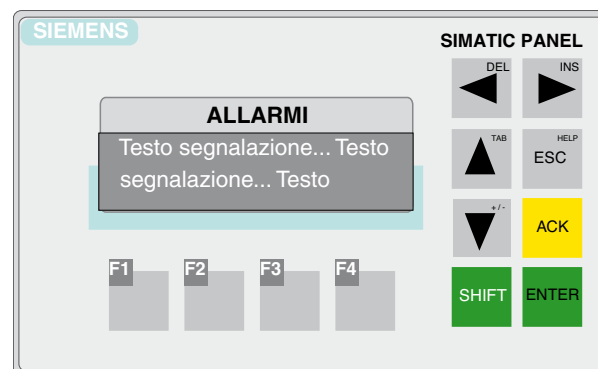 SIEMENS
SIMATIC PANEL
DEL
INS
ALLARMI
Testo segnalazione... Testo
segnalazione... Testo
TAB
HELP
ESC
+/-
ACK
F1
F2
F3
F4
SHIFT
ENTER